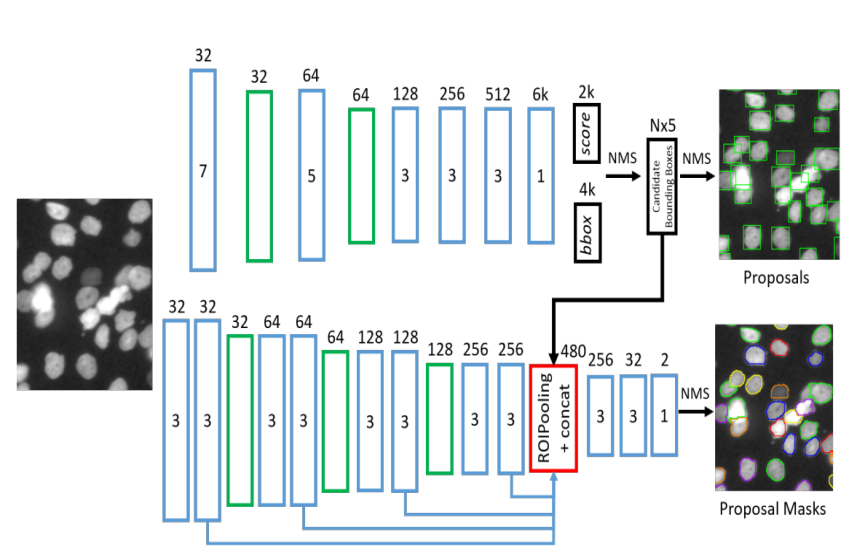 32
32
64
64
128
256
512
6k
2k
7
5
3
3
3
1
score
4k
bbox
NMS
Nx5
Candidate
Bounding Boxes
NMS
Proposals
32
32
32
64
64
64
128
128
128
256
256
480
256
32
2
3
3
3
3
3
3
3
3
ROIPooling
+ concat
3
3
1
NMS
Proposal Masks